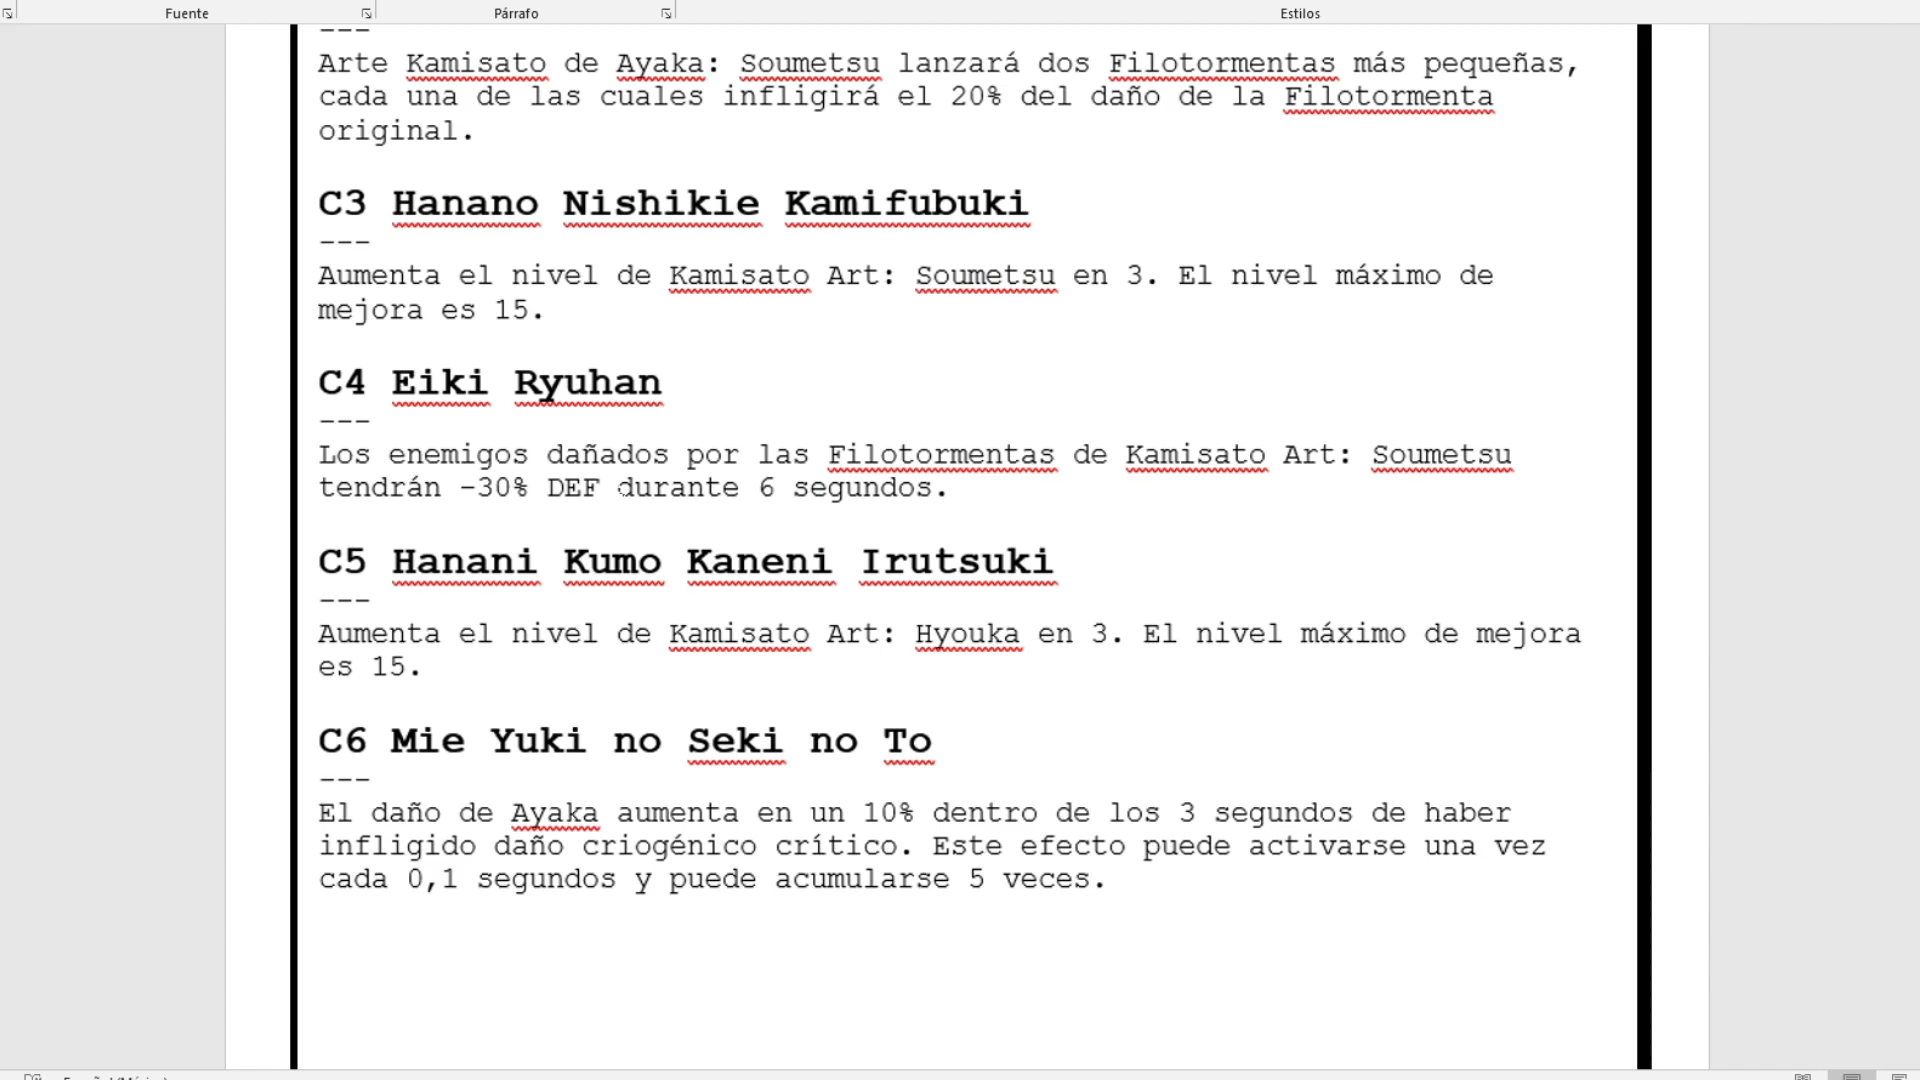 Fuente Párrafo Estilos
---
Arte Kamisato de Ayaka: Soumetsu lanzará dos Filotormentas más pequeñas,
cada una de las cuales infligirá el 20% del daño de la Filotormenta
original.
C3 Hanano Nishikie Kamifubuki
---
Aumenta el nivel de Kamisato Art: Soumetsu en 3. El nivel máximo de
mejora es 15.
C4 Eiki Ryuhan
---
Los enemigos dañados por las Filotormentas de Kamisato Art: Soumetsu
tendrán -30% DEF durante 6 segundos.
C5 Hanani Kumo Kaneni Irutsuki
---
Aumenta el nivel de Kamisato Art: Hyouka en 3. El nivel máximo de mejora
es 15.
C6 Mie Yuki no Seki no To
---
El daño de Ayaka aumenta en un 10% dentro de los 3 segundos de haber
infligido daño criogénico crítico. Este efecto puede activarse una vez
cada 0,1 segundos y puede acumularse 5 veces.